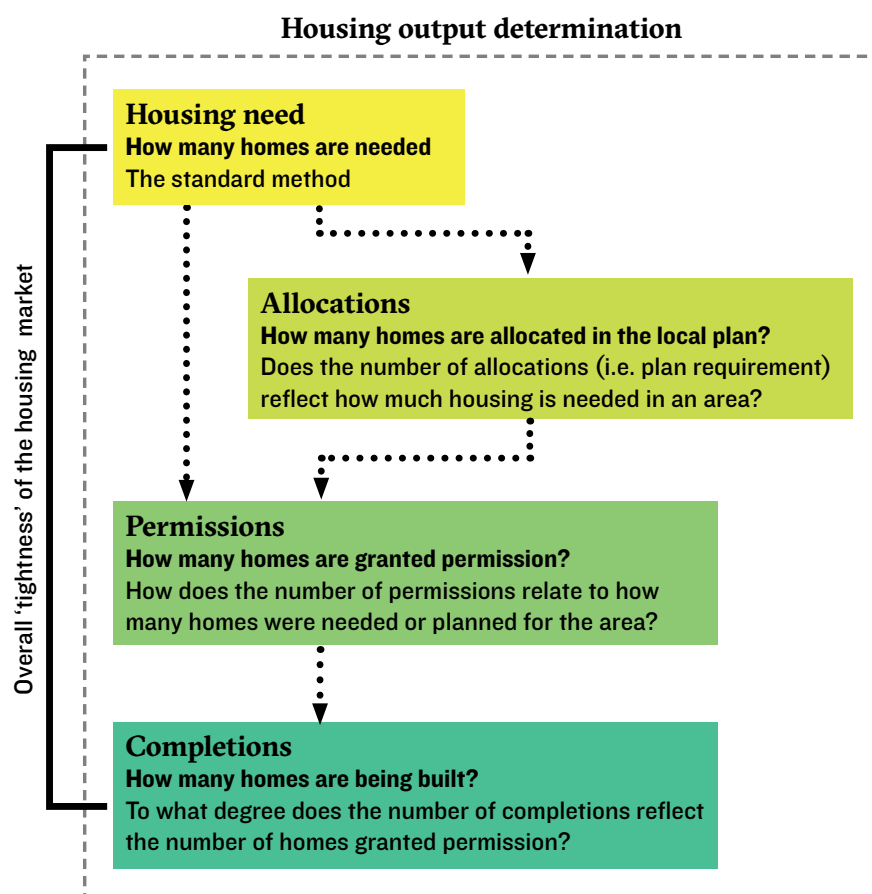 Housing output determination
Housing need
How many homes are needed
The standard method
Overall ‘tightness’ of the housing market
Allocations
How many homes are allocated in the local plan?
Does the number of allocations (i.e. plan requirement)
reflect how much housing is needed in an area?
Permissions
How many homes are granted permission?
How does the number of permissions relate to how
many homes were needed or planned for the area?
Completions
How many homes are being built?
To what degree does the number of completions reflect
the number of homes granted permission?